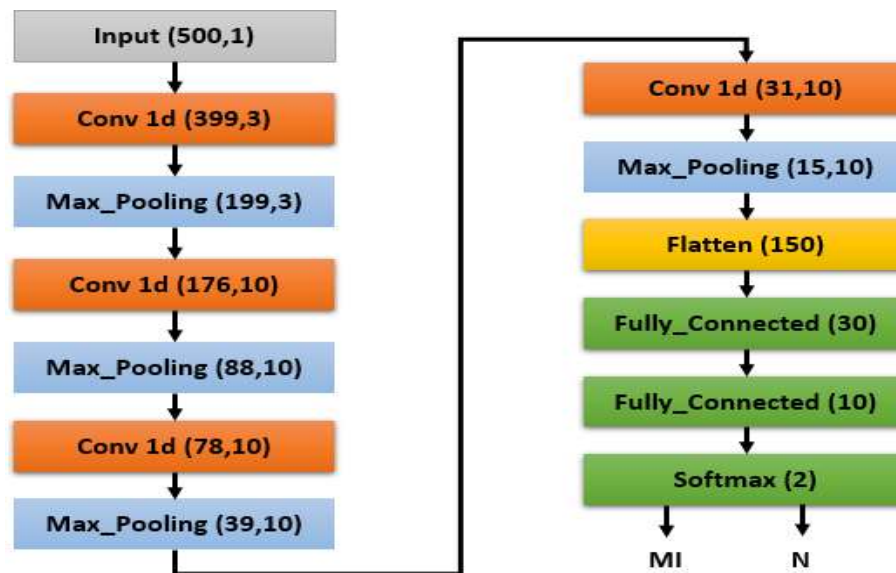 Input (500,1)
Conv 1d (399,3)
Max_Pooling (199,3)
Conv 1d (176,10)
Max_Pooling (88,10)
Conv 1d (78,10)
Max_Pooling (39,10)
Conv 1d (31,10)
Max_Pooling (15,10)
Flatten (150)
Fully_Connected (30)
Fully_Connected (10)
Softmax (2)
MI N